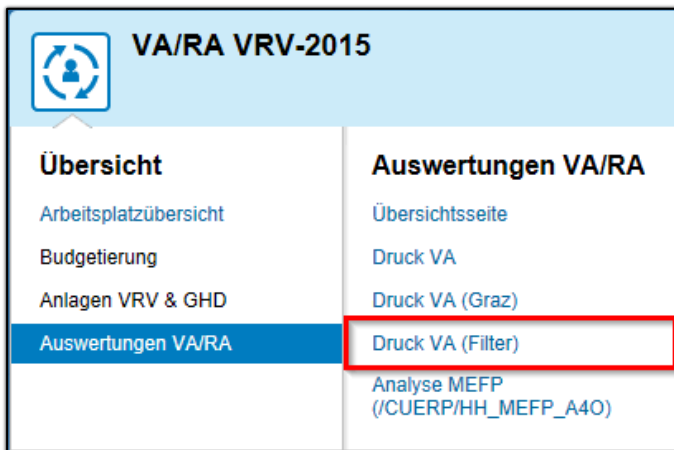 VA/RA VRV-2015
Übersicht
Arbeitsplatzübersicht
Budgetierung
Anlagen VRV & GHD
Auswertungen VA/RA
Auswertungen VA/RA
Übersichtsseite
Druck VA
Druck VA (Graz)
Druck VA (Filter)
Analyse MEFP
(/CUERP/HH_MEFP_A4O)